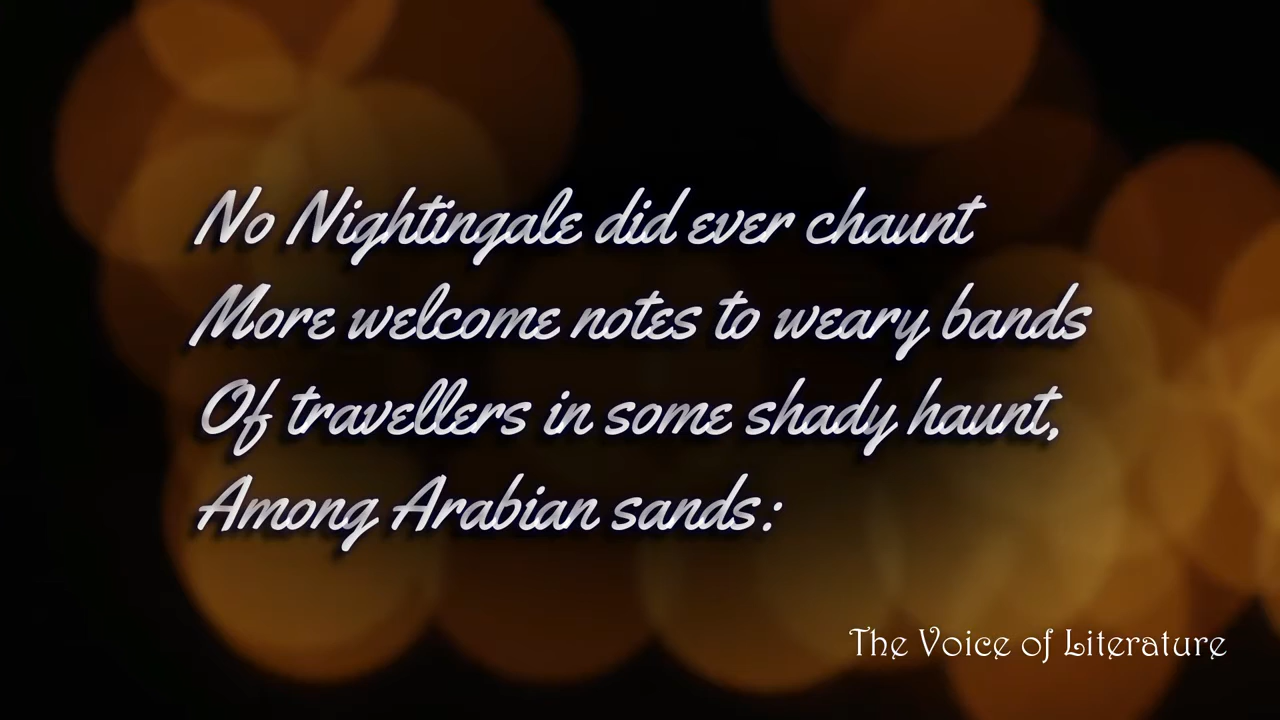 No Nightingale did ever chaunt
More welcome notes to weary bands
Of travellers in some shady haunt,
Among Arabian sands:
The Voice of Literature